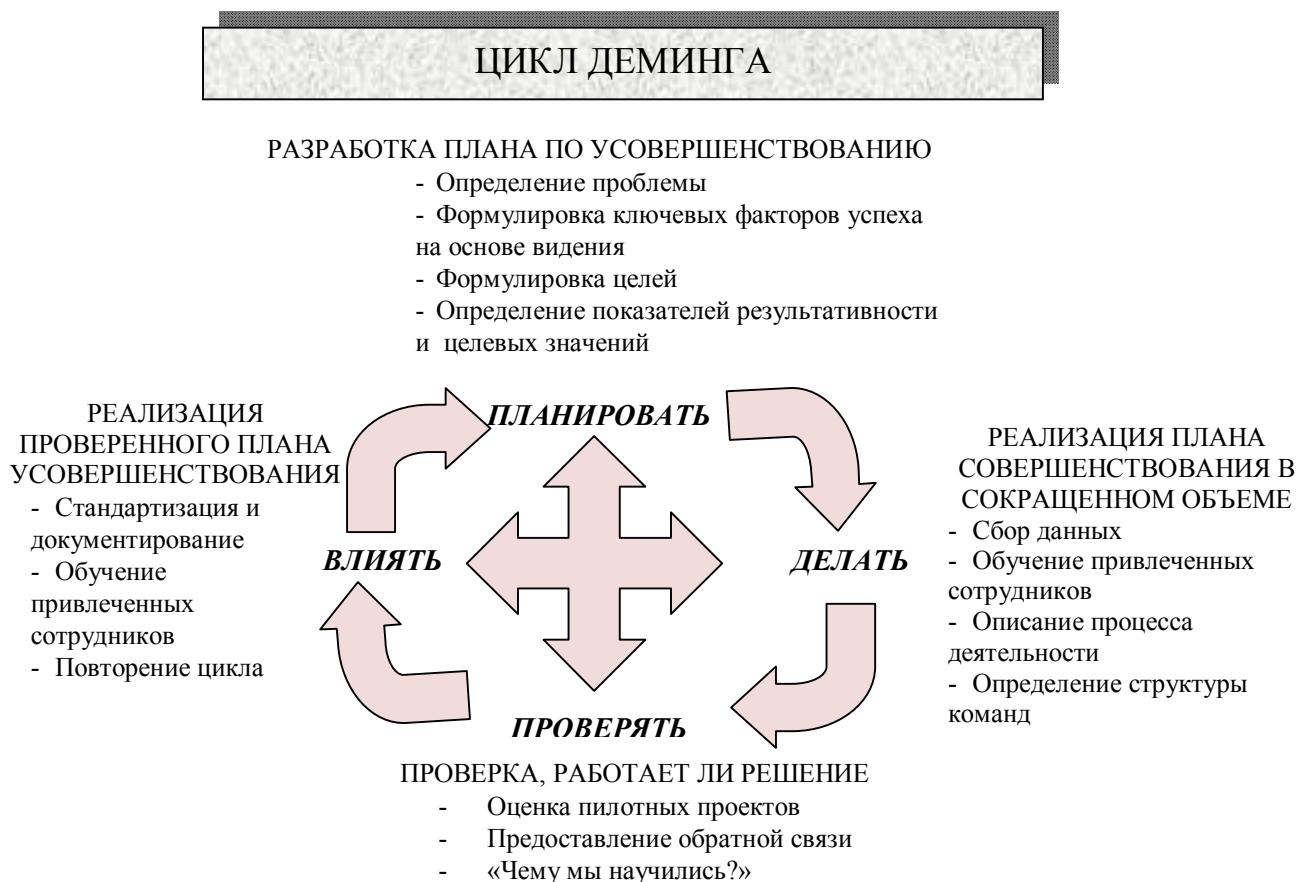 ЦИКЛ ДЕМИНГА
РАЗРАБОТКА ПЛАНА ПО УСОВЕРШЕНСТВОВАНИЮ
- Определение проблемы
- Формулировка ключевых факторов успеха
на основе видения
- Формулировка целей
- Определение показателей результативности
и целевых значений
ПЛАНИРОВАТЬ
РЕАЛИЗАЦИЯ ПЛАНА
СОВЕРШЕНСТВОВАНИЯ В
СОКРАЩЕННОМ ОБЪЕМЕ
- Сбор данных
- Обучение привлеченных
сотрудников
- Описание процесса
деятельности
- Определение структуры
команд
ДЕЛАТЬ
ПРОВЕРЯТЬ
ПРОВЕРКА, РАБОТАЕТ ЛИ РЕШЕНИЕ
- Оценка пилотных проектов
- Предоставление обратной связи
- «Чему мы научились?»
РЕАЛИЗАЦИЯ
ПРОВЕРЕННОГО ПЛАНА
УСОВЕРШЕНСТВОВАНИЯ
- Стандартизация и
документирование
- Обучение
привлеченных
сотрудников
- Повторение цикла
ВЛИЯТЬ